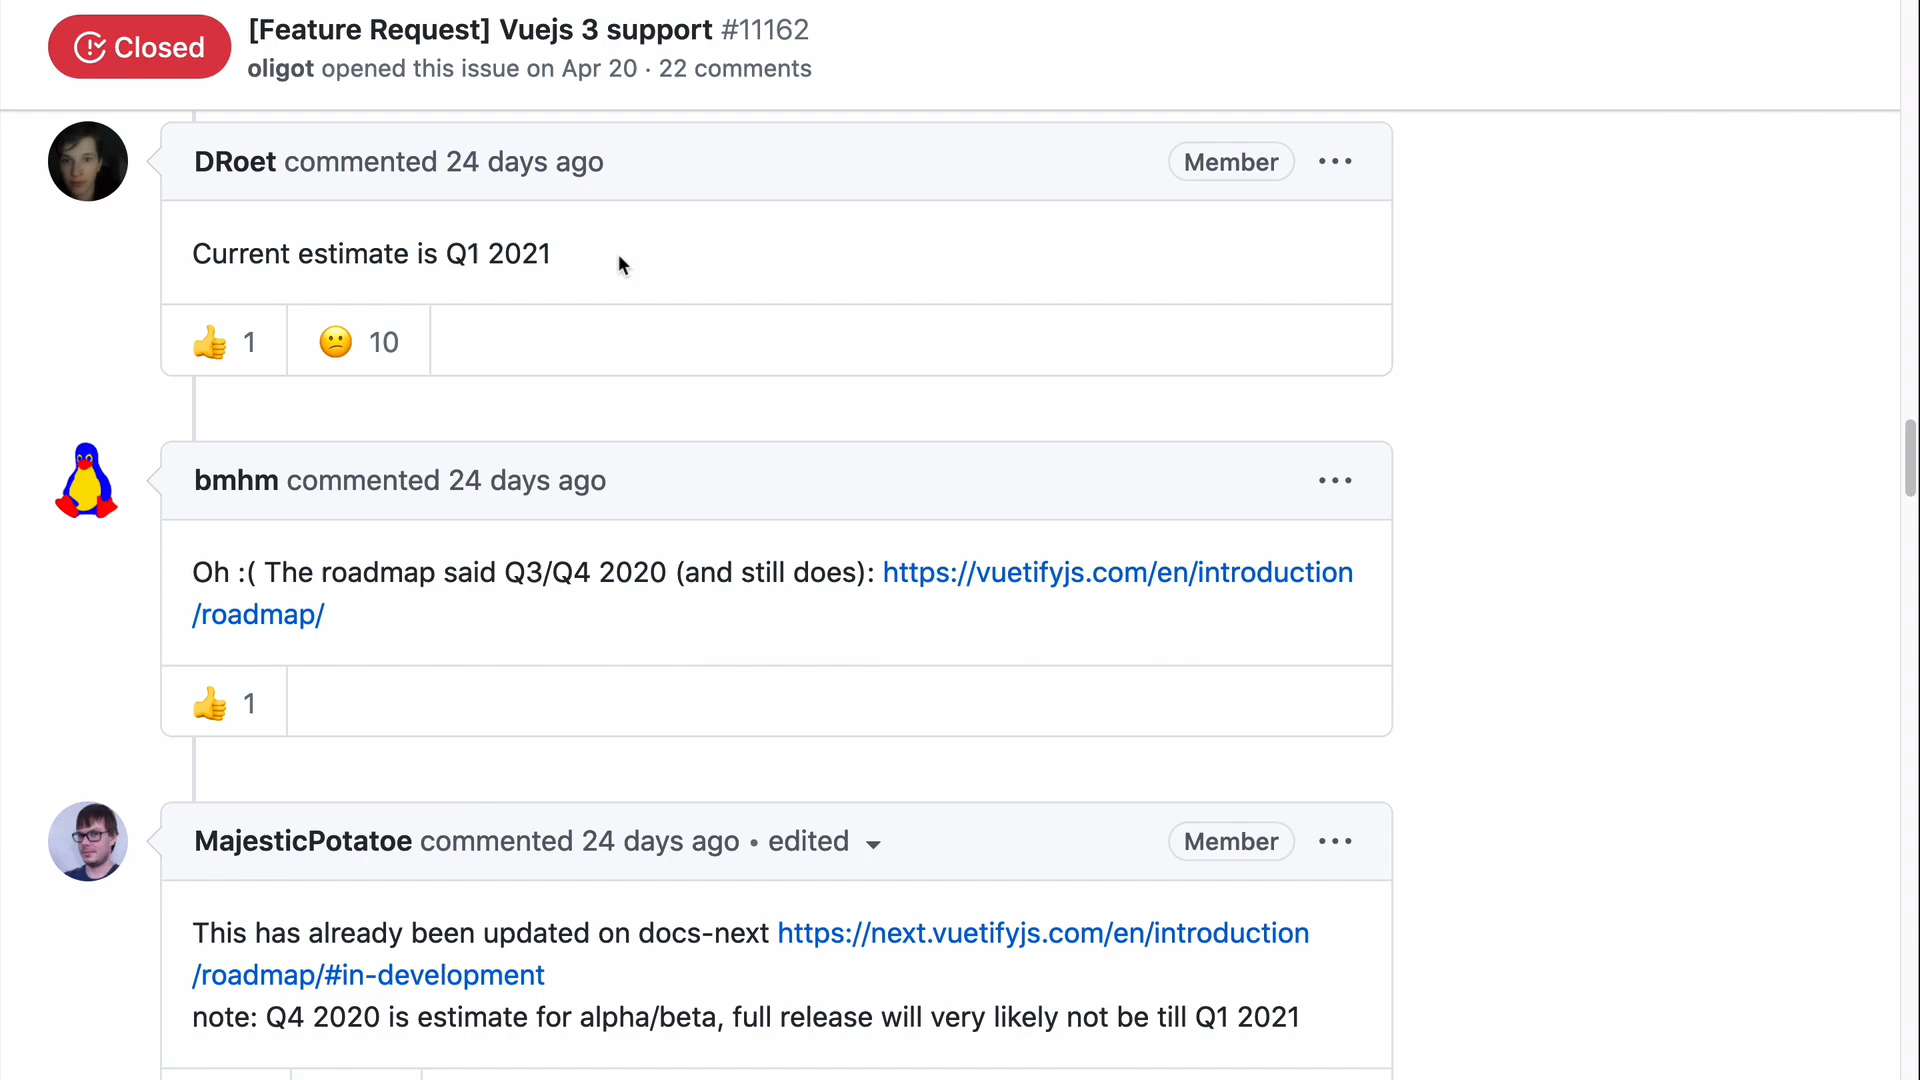 Closed
[Feature Request] Vuejs 3 support #11162
oligot opened this issue on Apr 20 · 22 comments
DRoet commented 24 days ago
Member
Current estimate is Q1 2021
👍 1 😕 10
bmhm commented 24 days ago
Oh :( The roadmap said Q3/Q4 2020 (and still does): https://vuetifyjs.com/en/introduction
/roadmap/
👍 1
MajesticPotatoe commented 24 days ago • edited
Member
This has already been updated on docs-next https://next.vuetifyjs.com/en/introduction
/roadmap/#in-development
note: Q4 2020 is estimate for alpha/beta, full release will very likely not be till Q1 2021